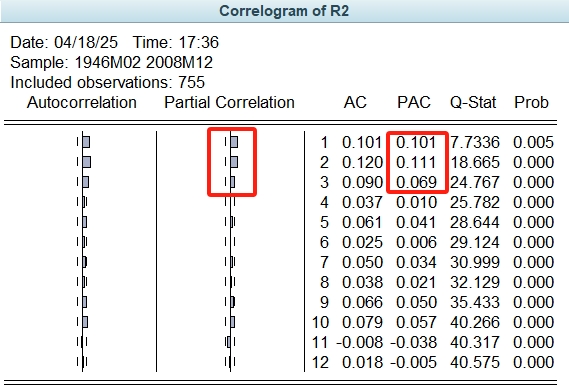 Correlogram of R2
Date: 04/18/25 Time: 17:36
Sample: 1946M02 2008M12
Included observations: 755
Autocorrelation Partial Correlation AC PAC Q-Stat Prob
1 0.101 0.101 7.7336 0.005
2 0.120 0.111 18.665 0.000
3 0.090 0.069 24.767 0.000
4 0.037 0.010 25.782 0.000
5 0.061 0.041 28.644 0.000
6 0.025 0.006 29.124 0.000
7 0.050 0.034 30.999 0.000
8 0.038 0.021 32.129 0.000
9 0.066 0.050 35.433 0.000
10 0.079 0.057 40.266 0.000
11 -0.008 -0.038 40.317 0.000
12 0.018 -0.005 40.575 0.000